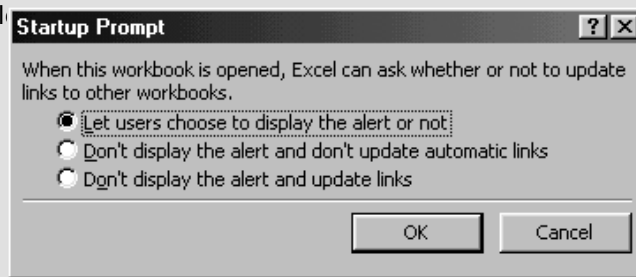 Startup Prompt
When this workbook is opened, Excel can ask whether or not to update
links to other workbooks.
Let users choose to display the alert or not
Don't display the alert and don't update automatic links
Don't display the alert and update links
OK Cancel